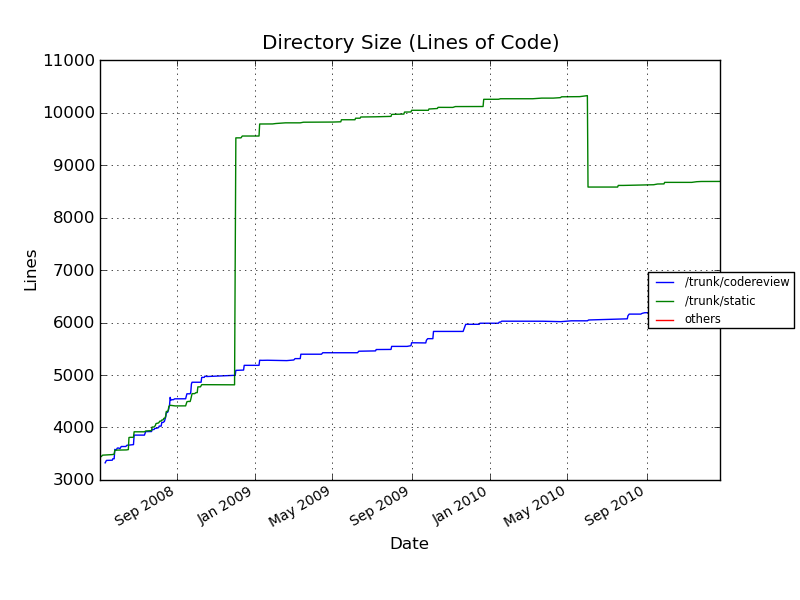 Directory Size (Lines of Code)
11000
10000
9000
8000
7000
6000
5000
4000
3000
Lines
/trunk/codereview
/trunk/static
others
Sep 2008
Jan 2009
May 2009
Sep 2009
Jan 2010
May 2010
Sep 2010
Date